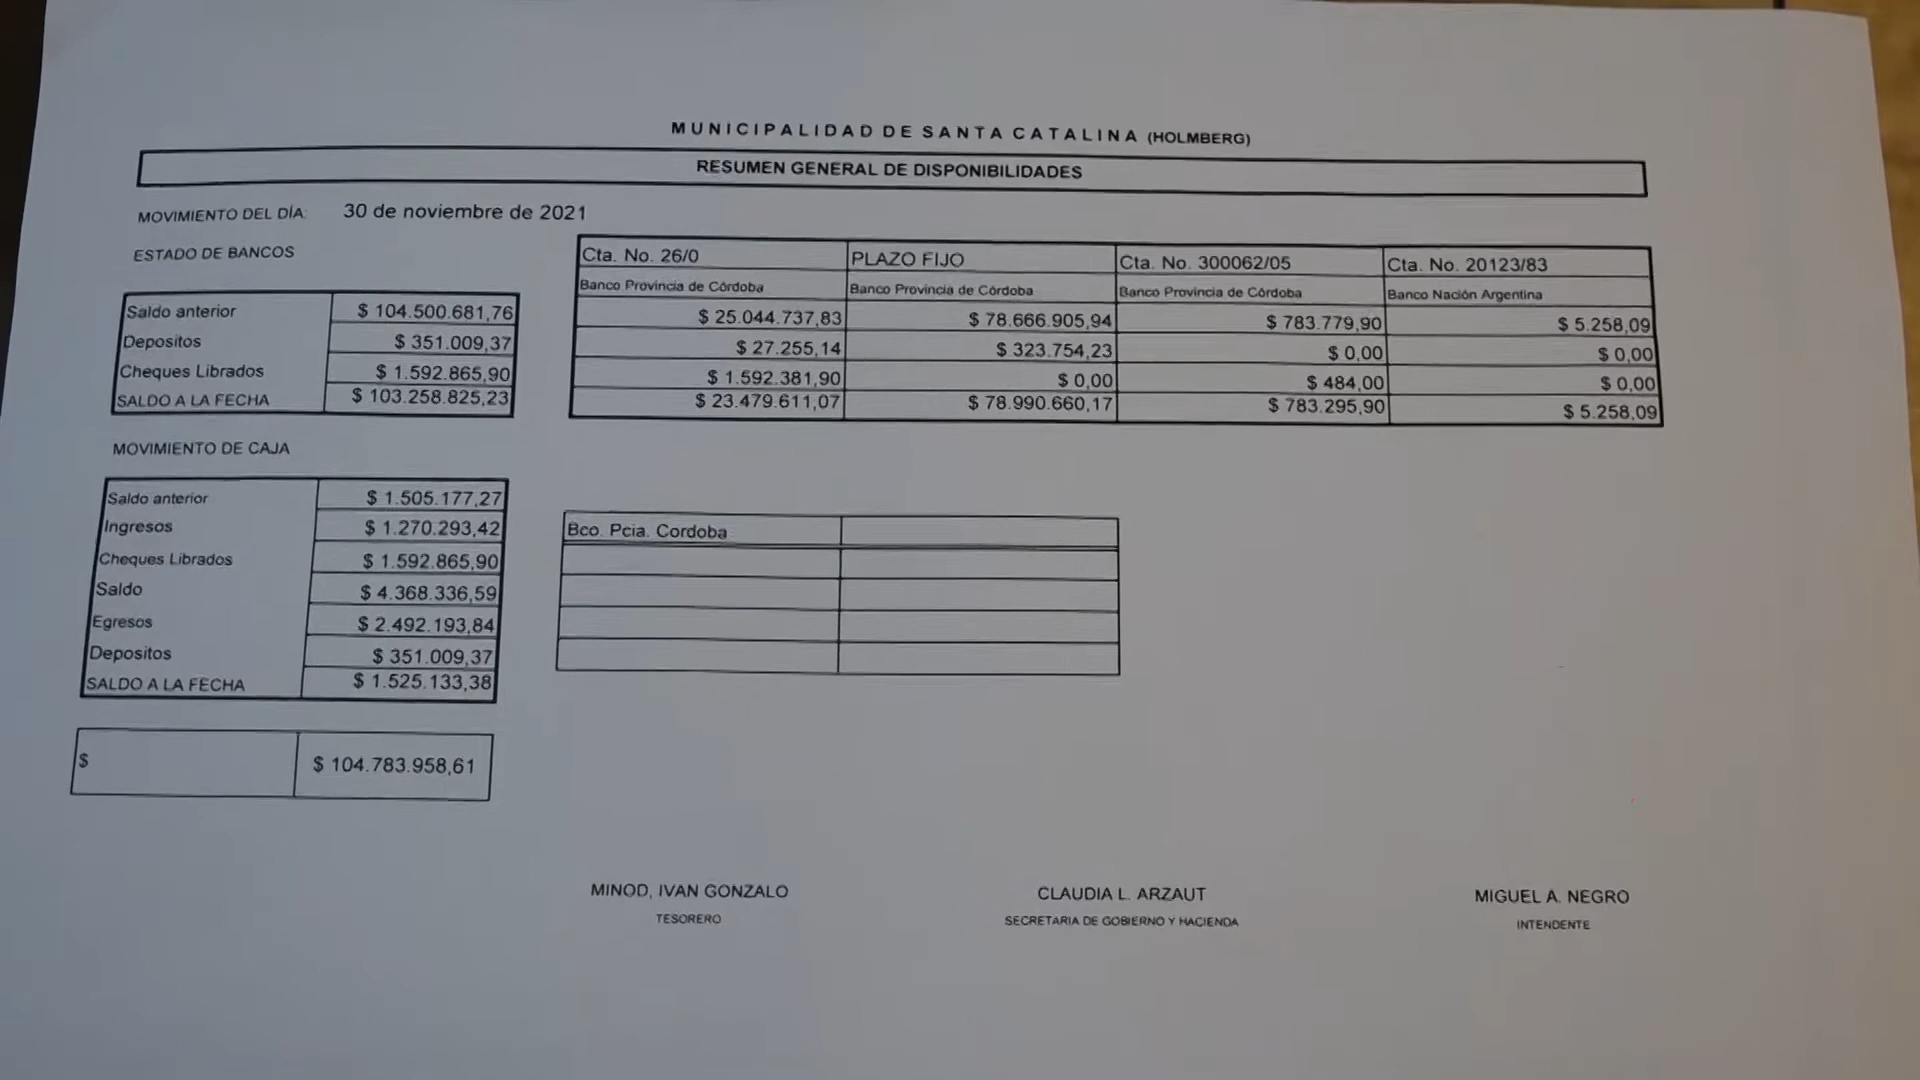 MUNICIPALIDAD DE SANTA CATALINA (HOLMBERG)
RESUMEN GENERAL DE DISPONIBILIDADES
MOVIMIENTO DEL DÍA: 30 de noviembre de 2021
ESTADO DE BANCOS
Saldo anterior $ 104.500.681,76
Depositos $ 351.009,37
Cheques Librados $ 1.592.865,90
SALDO A LA FECHA $ 103.258.825,23
Cta. No. 26/0 PLAZO FIJO Cta. No. 300062/05 Cta. No. 20123/83
Banco Provincia de Córdoba Banco Provincia de Córdoba Banco Provincia de Córdoba Banco Nación Argentina
$ 25.044.737,83 $ 78.666.905,94 $ 783.779,90 $ 5.258,09
$ 27.255,14 $ 323.754,23 $ 0,00 $ 0,00
$ 1.592.381,90 $ 0,00 $ 484,00 $ 0,00
$ 23.479.611,07 $ 78.990.660,17 $ 783.295,90 $ 5.258,09
MOVIMIENTO DE CAJA
Saldo anterior $ 1.505.177,27
Ingresos $ 1.270.293,42
Cheques Librados $ 1.592.865,90
Saldo $ 4.368.336,59
Egresos $ 2.492.193,84
Depositos $ 351.009,37
SALDO A LA FECHA $ 1.525.133,38
Bco. Pcia. Cordoba
$ $ 104.783.958,61
MINOD, IVAN GONZALO
TESORERO
CLAUDIA L. ARZAUT
SECRETARIA DE GOBIERNO Y HACIENDA
MIGUEL A. NEGRO
INTENDENTE